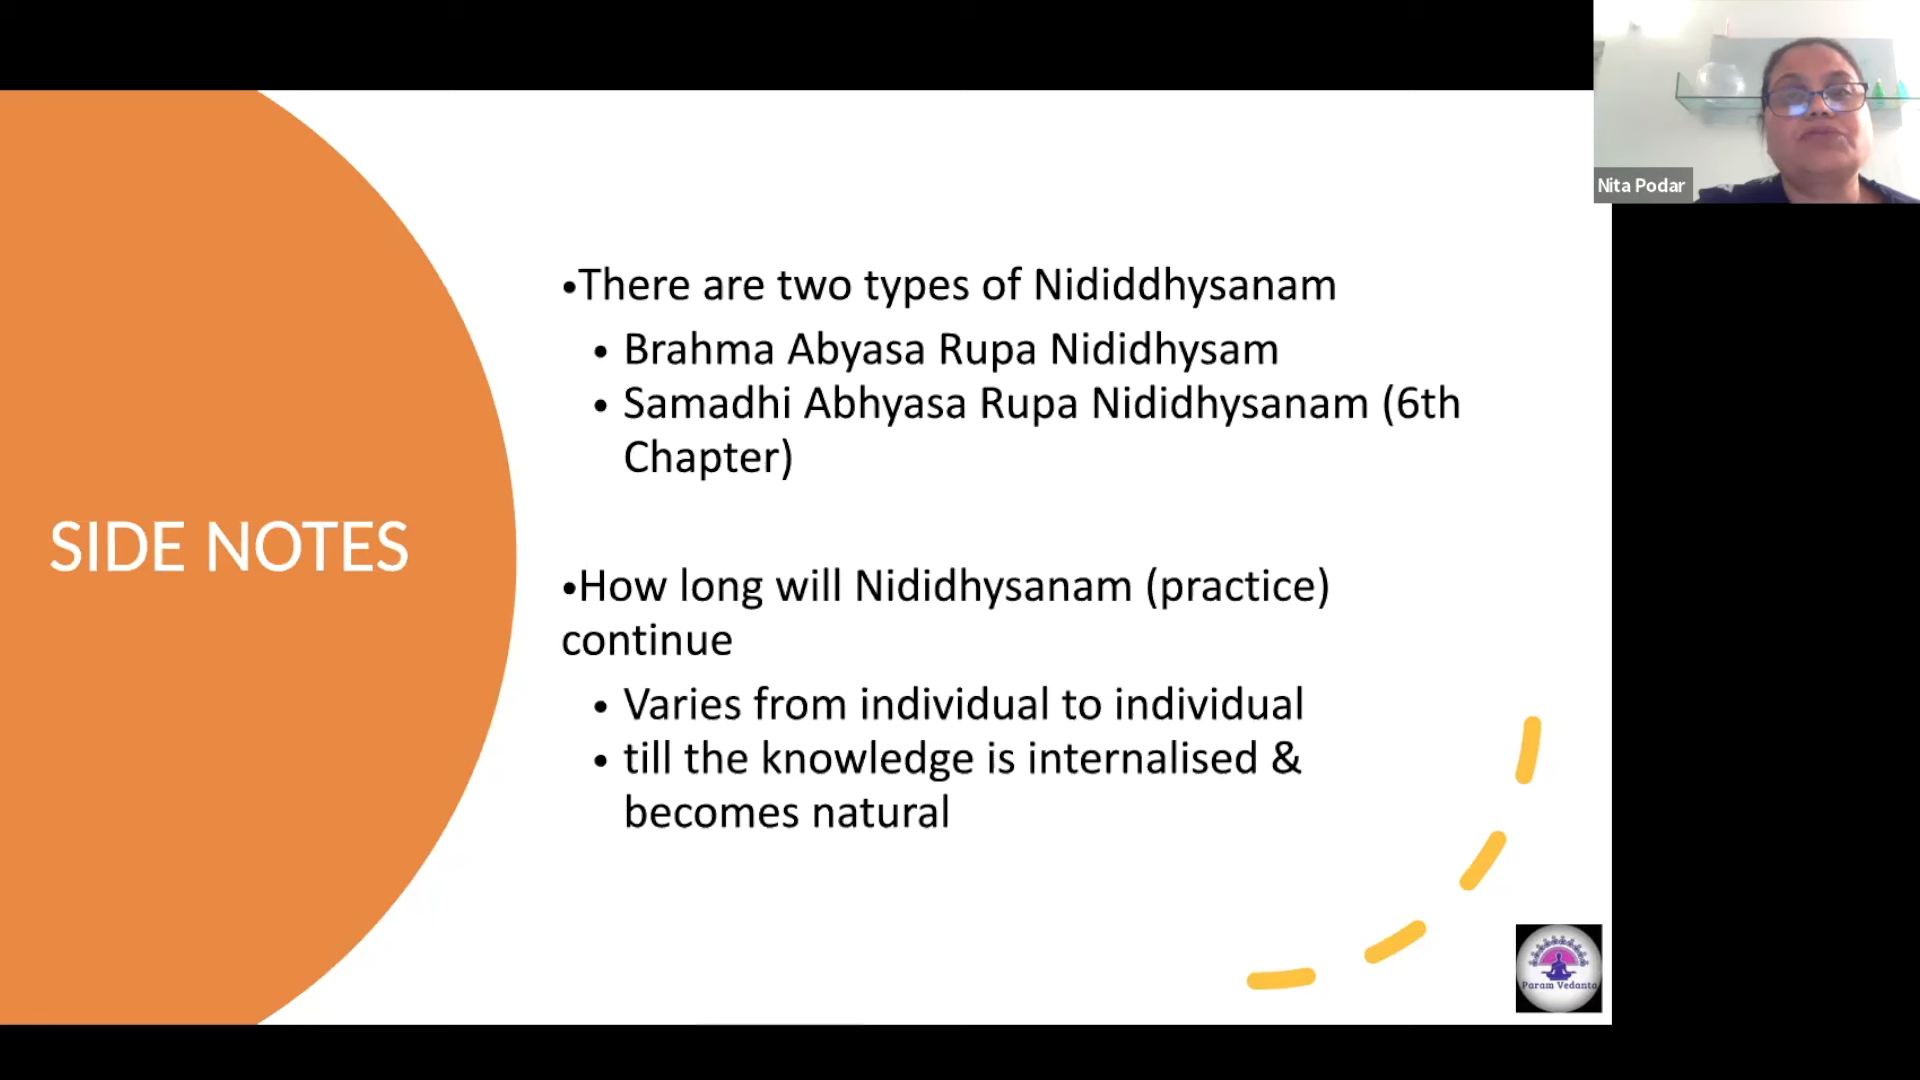 Nita Podar
SIDE NOTES
•There are two types of Nididdhysanam
• Brahma Abyasa Rupa Nididhysam
• Samadhi Abhyasa Rupa Nididhysanam (6th
Chapter)
•How long will Nididhysanam (practice)
continue
• Varies from individual to individual
• till the knowledge is internalised &
becomes natural
Param Vedanta